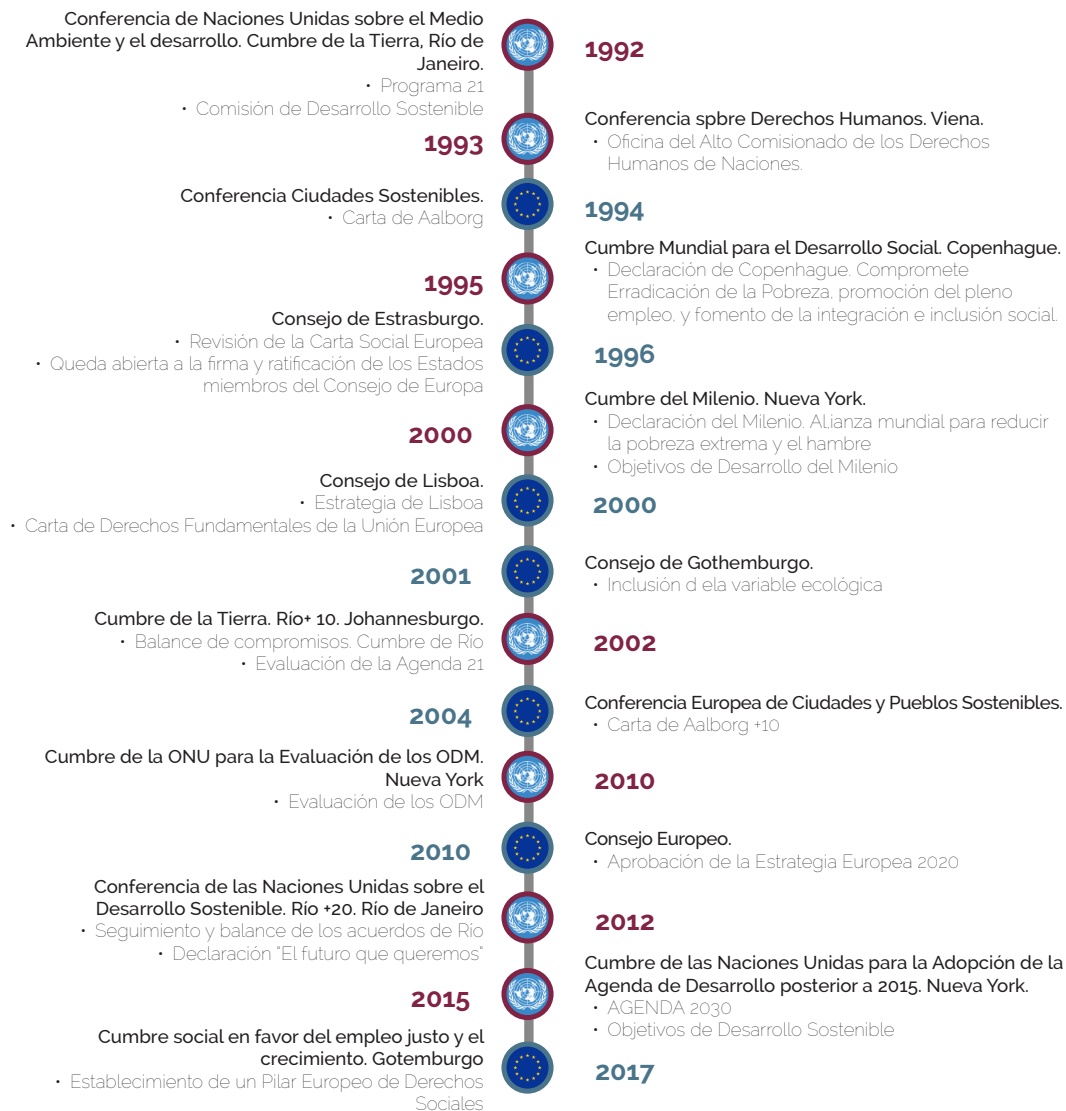 Conferencia de Naciones Unidas sobre el Medio
Ambiente y el desarrollo. Cumbre de la Tierra, Río de
Janeiro.
• Programa 21
• Comisión de Desarrollo Sostenible
1992
1993
Conferencia spbre Derechos Humanos. Viena.
• Oficina del Alto Comisionado de los Derechos
Humanos de Naciones.
Conferencia Ciudades Sostenibles.
• Carta de Aalborg
1994
1995
Cumbre Mundial para el Desarrollo Social. Copenhague.
• Declaración de Copenhague. Compromete
Erradicación de la Pobreza, promoción del pleno
empleo, y fomento de la integración e inclusión social.
Consejo de Estrasburgo.
• Revisión de la Carta Social Europea
• Queda abierta a la firma y ratificación de los Estados
miembros del Consejo de Europa
1996
2000
Cumbre del Milenio. Nueva York.
• Declaración del Milenio. AL¡anza mundial para reducir
la pobreza extrema y el hambre
• Objetivos de Desarrollo del Milenio
Consejo de Lisboa.
• Estrategia de Lisboa
• Carta de Derechos Fundamentales de la Unión Europea
2000
2001
Consejo de Gothemburgo.
• Inclusión d ela variable ecológica
Cumbre de la Tierra. Río+ 10. Johannesburgo.
• Balance de compromisos. Cumbre de Río
• Evaluación de la Agenda 21
2002
2004
Conferencia Europea de Ciudades y Pueblos Sostenibles.
• Carta de Aalborg +10
Cumbre de la ONU para la Evaluación de los ODM.
Nueva York
• Evaluación de los ODM
2010
2010
Consejo Europeo.
• Aprobación de la Estrategia Europea 2020
Conferencia de las Naciones Unidas sobre el
Desarrollo Sostenible. Río +20. Río de Janeiro
• Seguimiento y balance de los acuerdos de Río
• Declaración "El futuro que queremos"
2012
2015
Cumbre de las Naciones Unidas para la Adopción de la
Agenda de Desarrollo posterior a 2015. Nueva York.
• AGENDA 2030
• Objetivos de Desarrollo Sostenible
Cumbre social en favor del empleo justo y el
crecimiento. Gotemburgo
• Establecimiento de un Pilar Europeo de Derechos
Sociales
2017